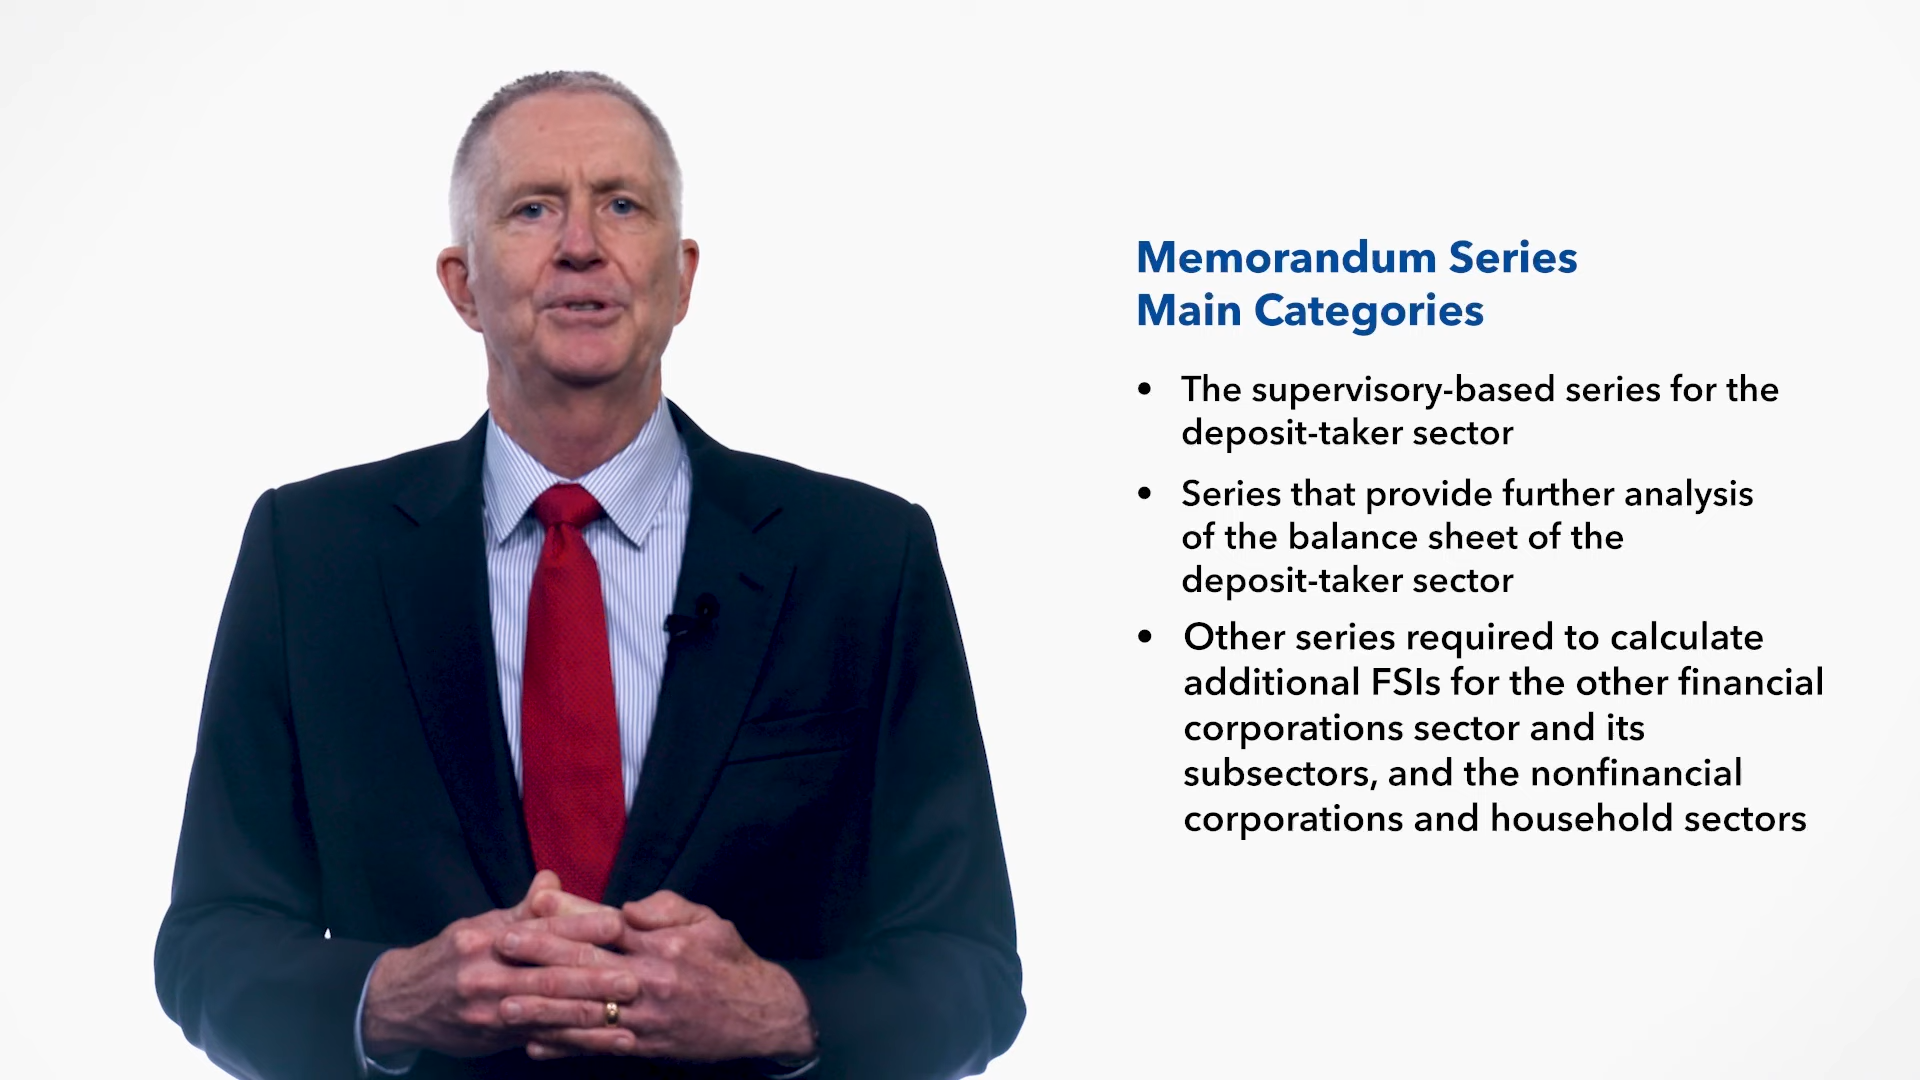 Memorandum Series
Main Categories
• The supervisory-based series for the
deposit-taker sector
• Series that provide further analysis
of the balance sheet of the
deposit-taker sector
• Other series required to calculate
additional FSIs for the other financial
corporations sector and its
subsectors, and the nonfinancial
corporations and household sectors